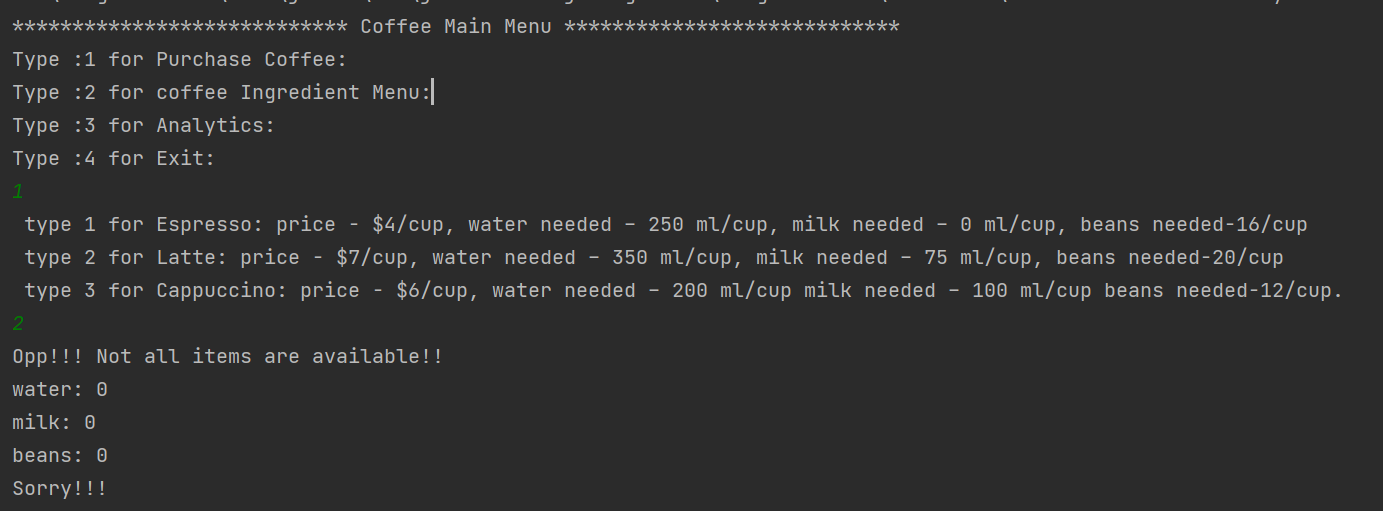 **************************** Coffee Main Menu ****************************
Type :1 for Purchase Coffee:
Type :2 for coffee Ingredient Menu:
Type :3 for Analytics:
Type :4 for Exit:
1
type 1 for Espresso: price - $4/cup, water needed – 250 ml/cup, milk needed – 0 ml/cup, beans needed-16/cup
type 2 for Latte: price - $7/cup, water needed – 350 ml/cup, milk needed – 75 ml/cup, beans needed-20/cup
type 3 for Cappuccino: price - $6/cup, water needed – 200 ml/cup milk needed – 100 ml/cup beans needed-12/cup.
2
Opp!!! Not all items are available!!
water: 0
milk: 0
beans: 0
Sorry!!!